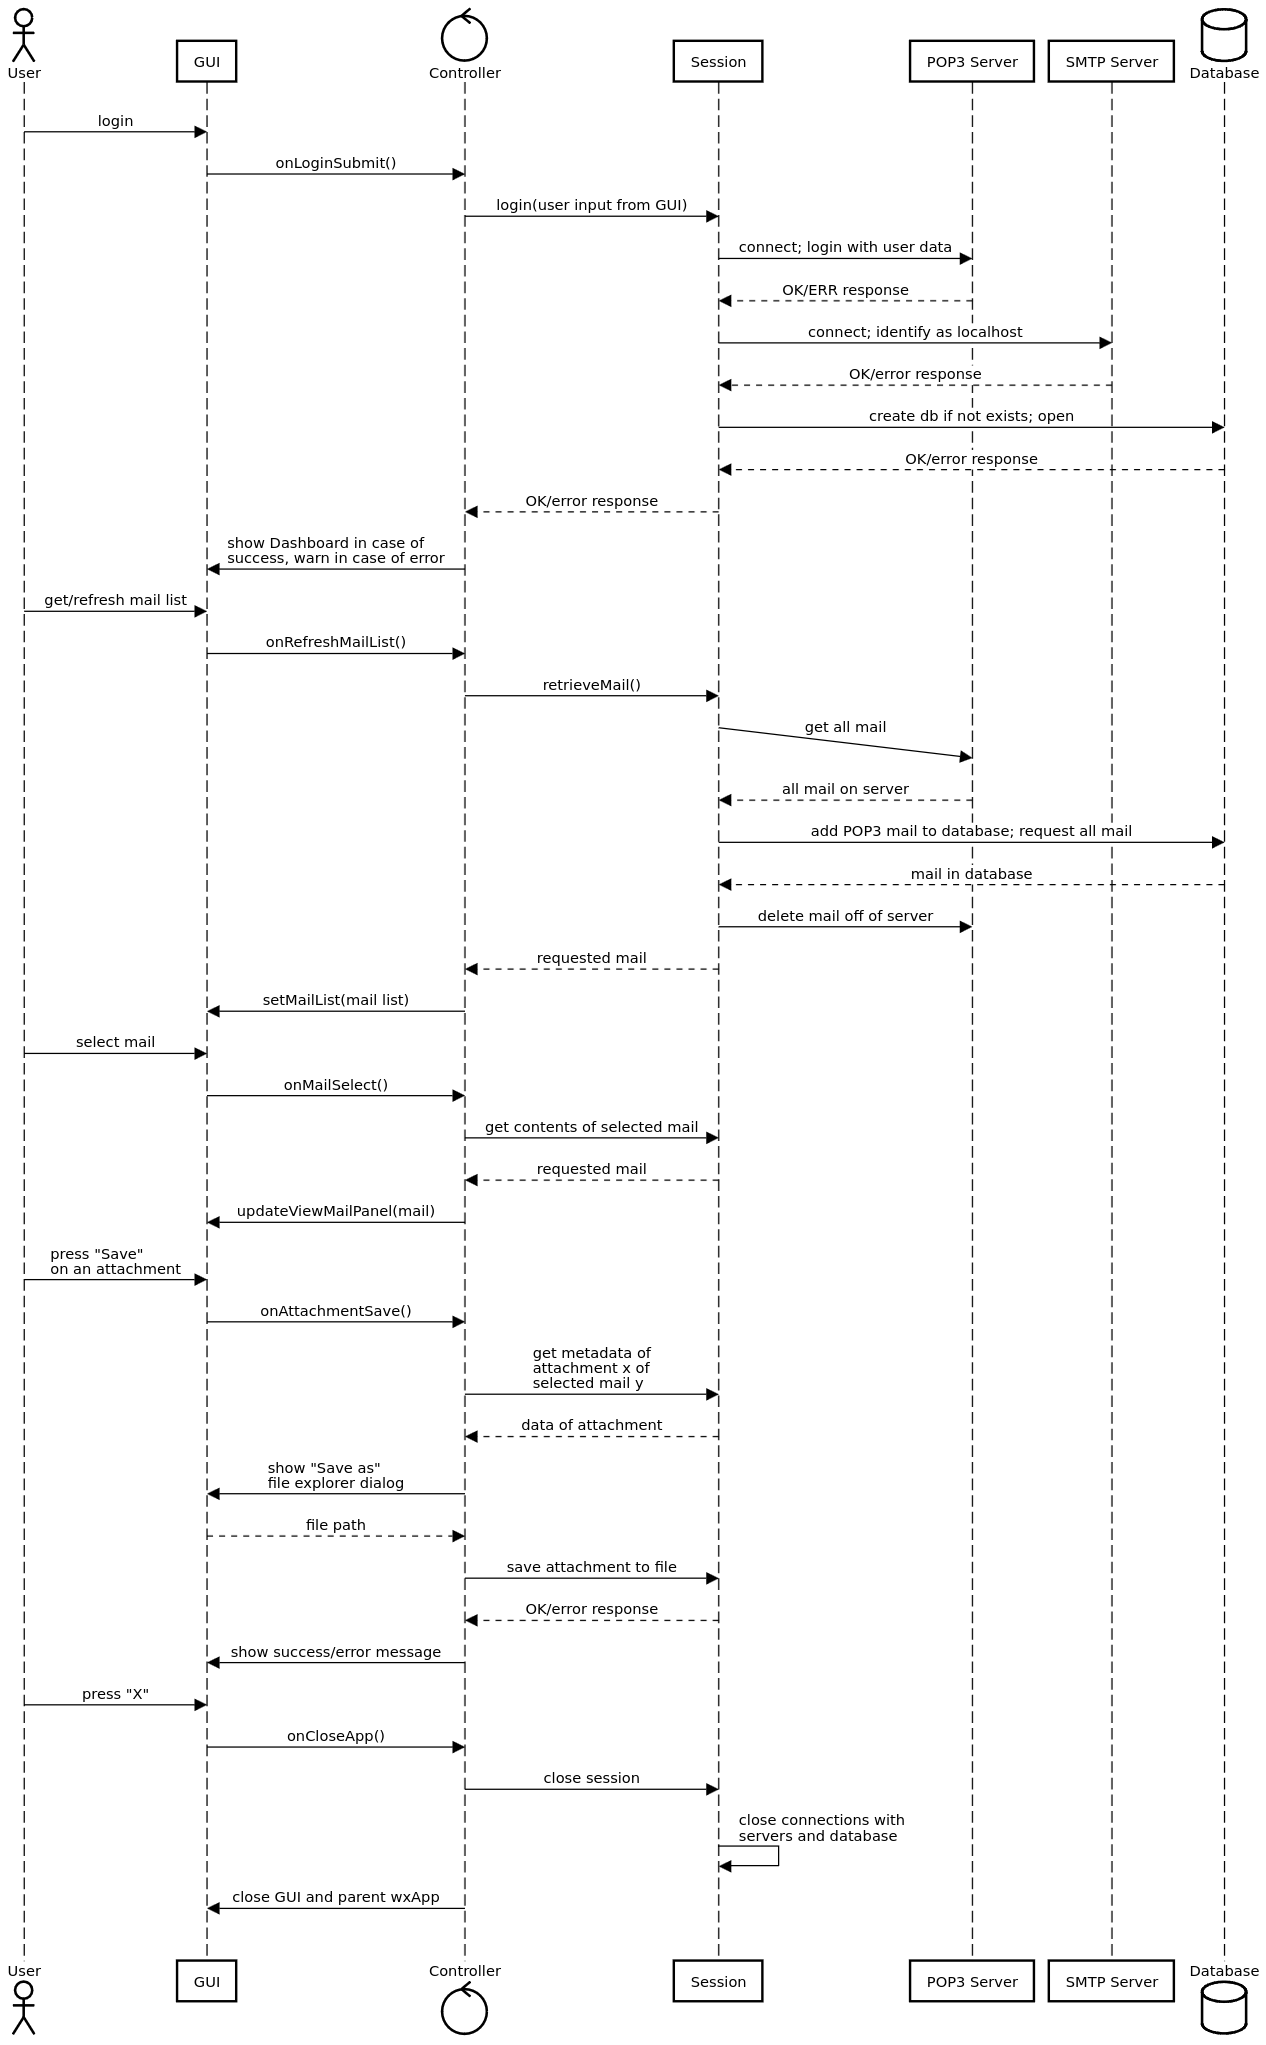 User
GUI
Controller
Session
POP3 Server
SMTP Server
Database
login
onLoginSubmit()
login(user input from GUI)
connect; login with user data
OK/ERR response
connect; identify as localhost
OK/error response
create db if not exists; open
OK/error response
OK/error response
show Dashboard in case of
success, warn in case of error
get/refresh mail list
onRefreshMailList()
retrieveMail()
get all mail
all mail on server
add POP3 mail to database; request all mail
mail in database
delete mail off of server
requested mail
setMailList(mail list)
select mail
onMailSelect()
get contents of selected mail
requested mail
updateViewMailPanel(mail)
press "Save"
on an attachment
onAttachmentSave()
get metadata of
attachment x of
selected mail y
data of attachment
show "Save as"
file explorer dialog
file path
save attachment to file
OK/error response
show success/error message
press "X"
onCloseApp()
close session
close connections with
servers and database
close GUI and parent wxApp
User
GUI
Controller
Session
POP3 Server
SMTP Server
Database